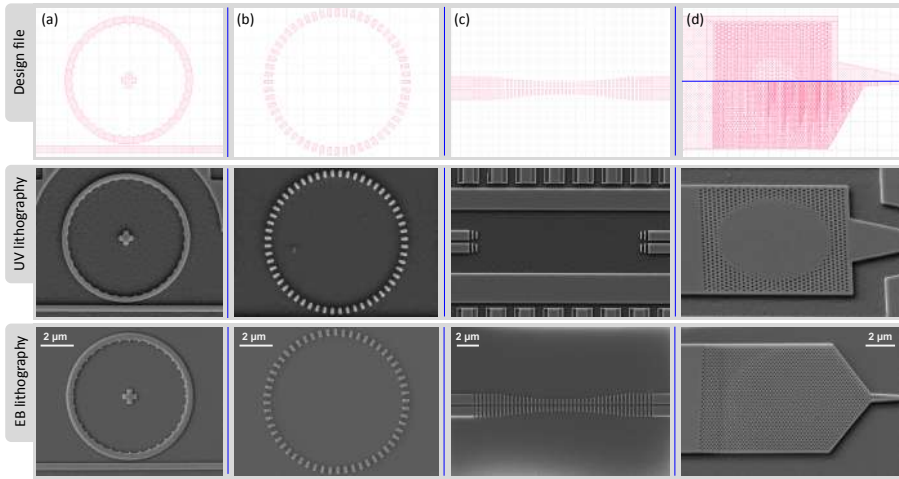 Design file
(a)
(b)
(c)
(d)
UV lithography
EB lithography
2 μm
2 μm
2 μm
2 μm